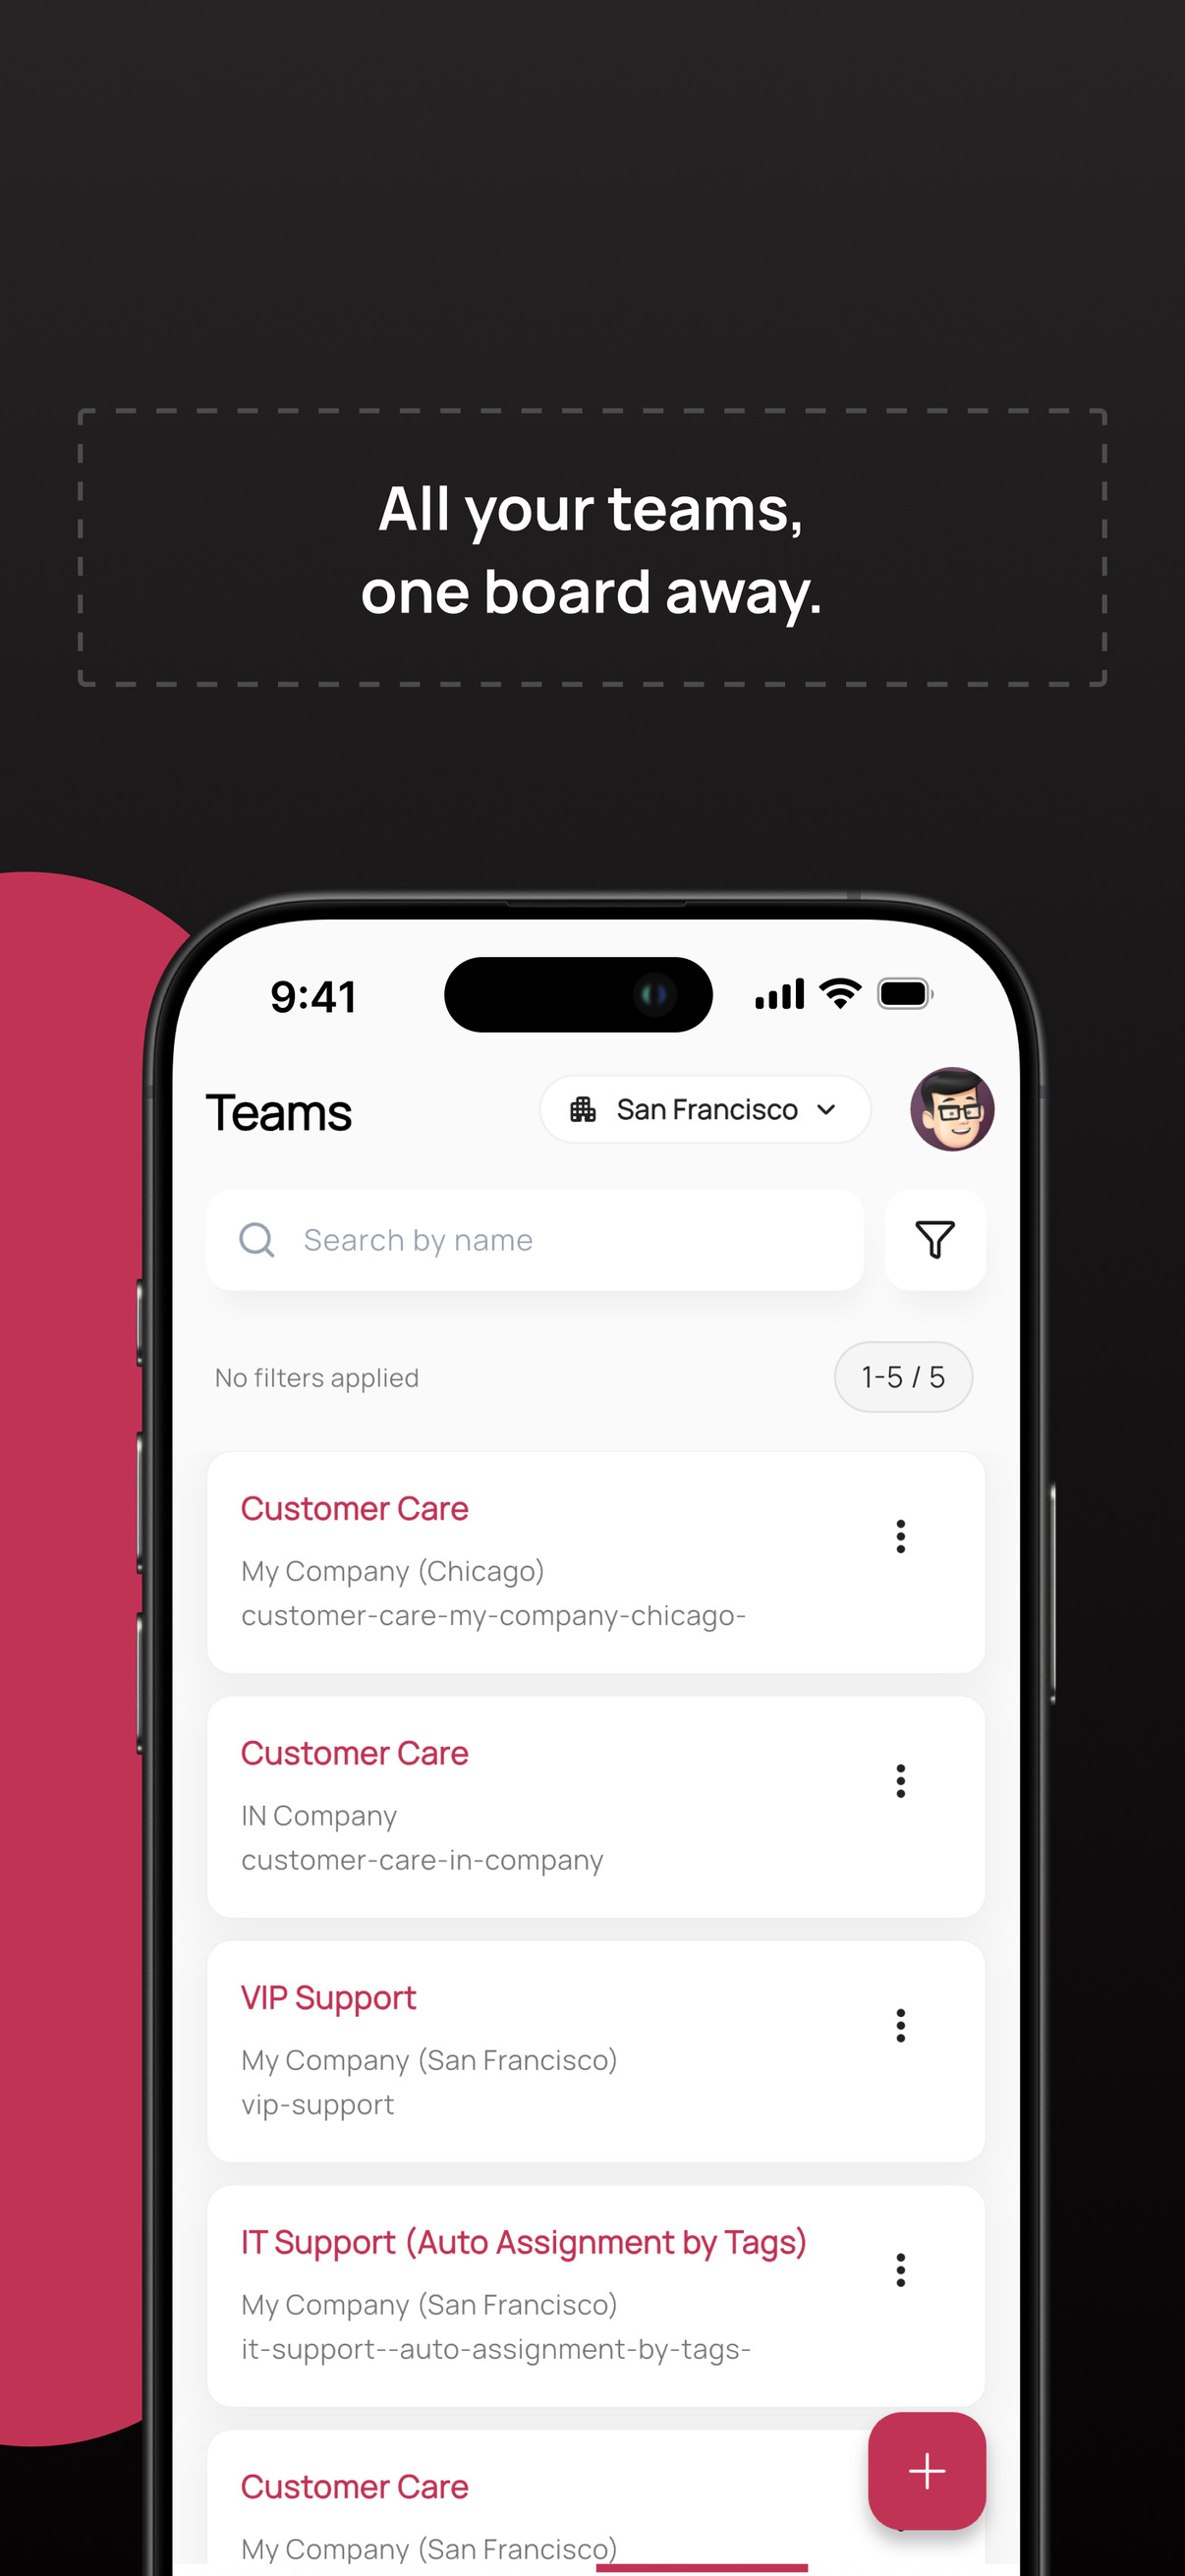 All your teams,
one board away.
9:41
Teams
San Francisco
Search by name
No filters applied
1-5 / 5
Customer Care
My Company (Chicago)
customer-care-my-company-chicago-
Customer Care
IN Company
customer-care-in-company
VIP Support
My Company (San Francisco)
vip-support
IT Support (Auto Assignment by Tags)
My Company (San Francisco)
it-support--auto-assignment-by-tags-
Customer Care
My Company (San Francisco)